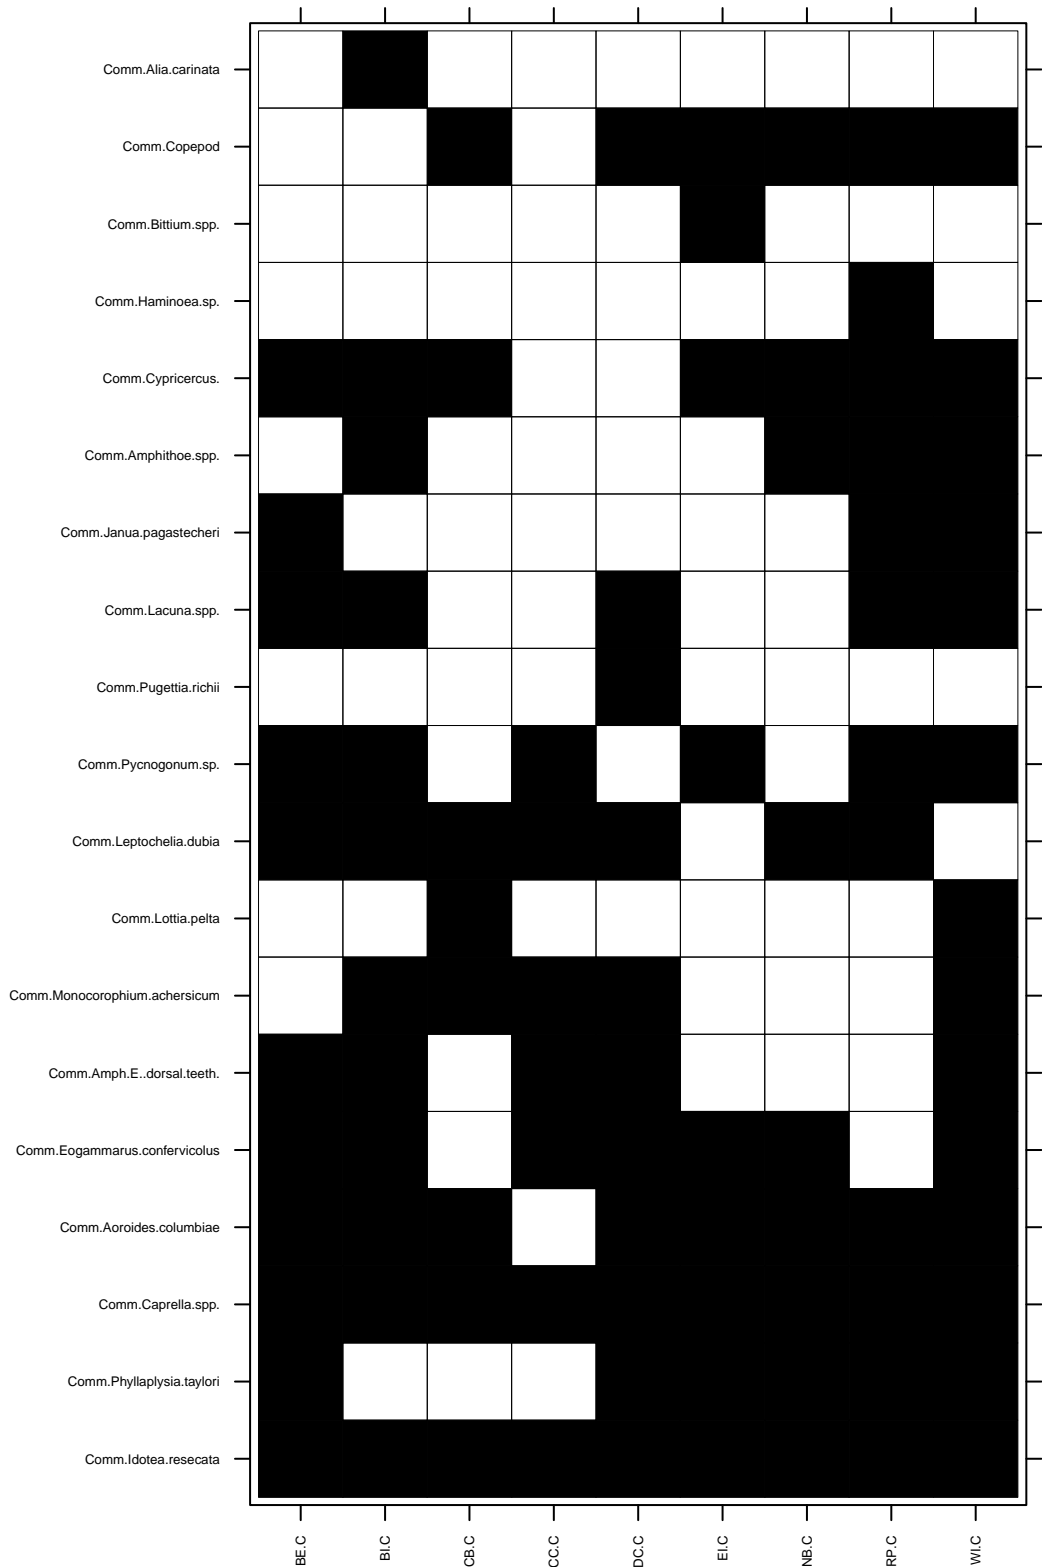 Comm.Alia.carinata
Comm.Copepod
Comm.Bittium.spp.
Comm.Haminoea.sp.
Comm.Cypricercus.
Comm.Amphithoe.spp.
Comm.Janua.pagastecheri
Comm.Lacuna.spp.
Comm.Pugettia.richii
Comm.Pycnogonum.sp.
Comm.Leptochelia.dubia
Comm.Lottia.pelta
Comm.Monocorophium.achersicum
Comm.Amph.E..dorsal.teeth.
Comm.Eogammarus.confervicolus
Comm.Aoroides.columbiae
Comm.Caprella.spp.
Comm.Phyllaplysia.taylori
Comm.Idotea.resecata
BE.C
BI.C
CB.C
CC.C
DC.C
EI.C
NB.C
RP.C
WI.C